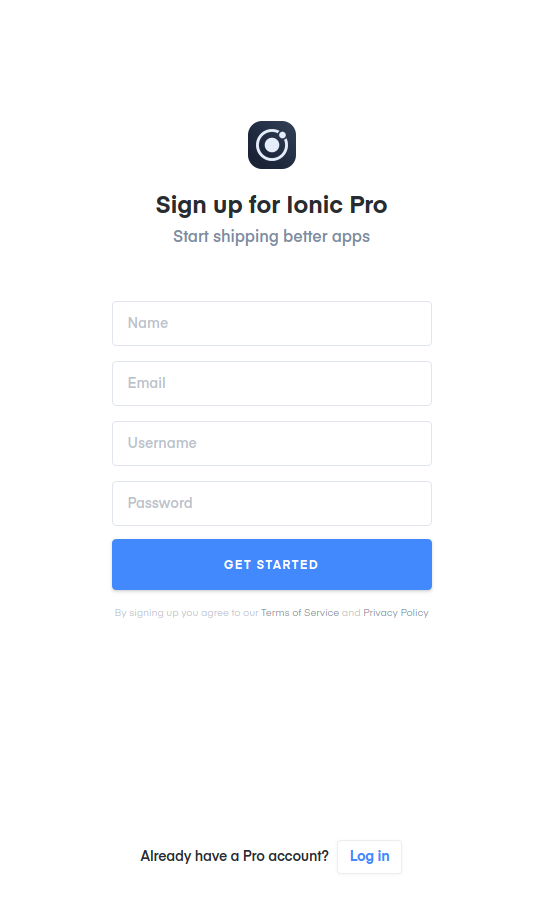 Sign up for Ionic Pro
Start shipping better apps
Name
Email
Username
Password
GET STARTED
By signing up you agree to our Terms of Service and Privacy Policy
Already have a Pro account? Log in